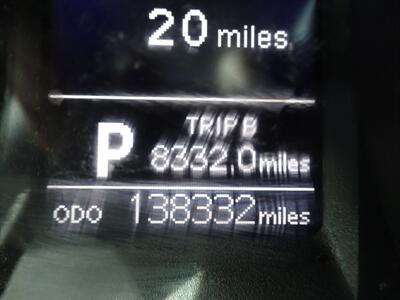 20 miles
TRIP B
P 8332.0 miles
ODO 138332 miles